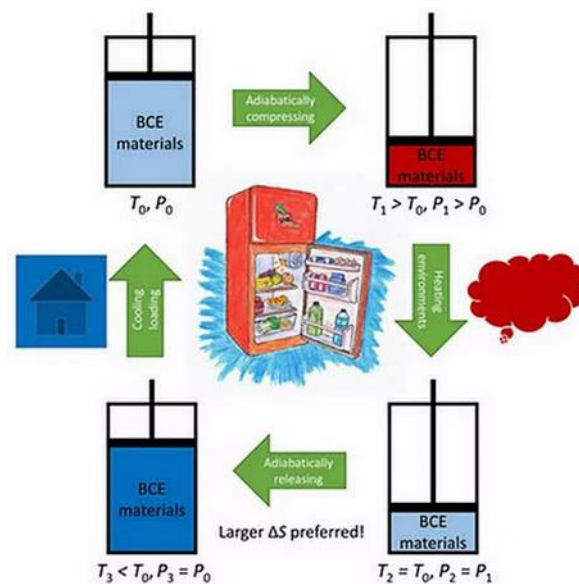 BCE
materials
T₀, P₀
Adiabatically
compressing
BCE
materials
T₁ > T₀, P₁ > P₀
Cooling
loading
Heating
environments
BCE
materials
T₃ < T₀, P₃ = P₀
Adiabatically
releasing
Larger ΔS preferred!
BCE
materials
T₂ = T₀, P₂ = P₁